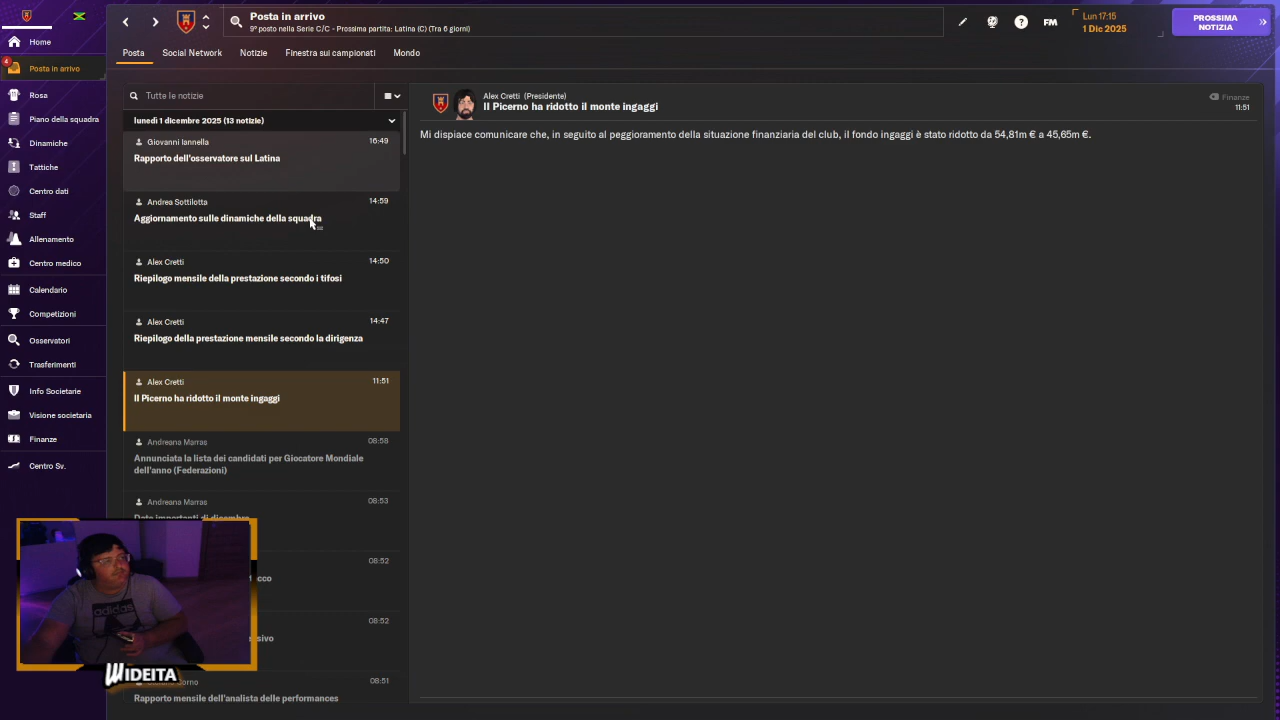 Posta in arrivo
9º posto nella Serie C/C - Prossima partita: Latina (C) (Tra 6 giorni)
FM
Lun 17:15
1 Dic 2025
PROSSIMA
NOTIZIA
Home
4
Posta in arrivo
Rosa
Piano della squadra
Dinamiche
Tattiche
Centro dati
Staff
Allenamento
Centro medico
Calendario
Competizioni
Osservatori
Trasferimenti
Info Societarie
Visione societaria
Finanze
Centro Sv.
Posta
Social Network
Notizie
Finestra sui campionati
Mondo
Tutte le notizie
lunedì 1 dicembre 2025 (13 notizie)
Giovanni Iannella
16:49
Rapporto dell'osservatore sul Latina
Andrea Sottilotta
14:59
Aggiornamento sulle dinamiche della squadra
Alex Cretti
14:50
Riepilogo mensile della prestazione secondo i tifosi
Alex Cretti
14:47
Riepilogo della prestazione mensile secondo la dirigenza
Alex Cretti
11:51
Il Picerno ha ridotto il monte ingaggi
Andreana Marras
08:58
Annunciata la lista dei candidati per Giocatore Mondiale
dell'anno (Federazioni)
Andreana Marras
08:53
Date importanti di dicembre
08:52
08:52
08:51
Rapporto mensile dell'analista delle performances
Alex Cretti (Presidente)
Il Picerno ha ridotto il monte ingaggi
Finanze
11:51
Mi dispiace comunicare che, in seguito al peggioramento della situazione finanziaria del club, il fondo ingaggi è stato ridotto da 54,81m € a 45,65m €.
adidas
WIDEITA